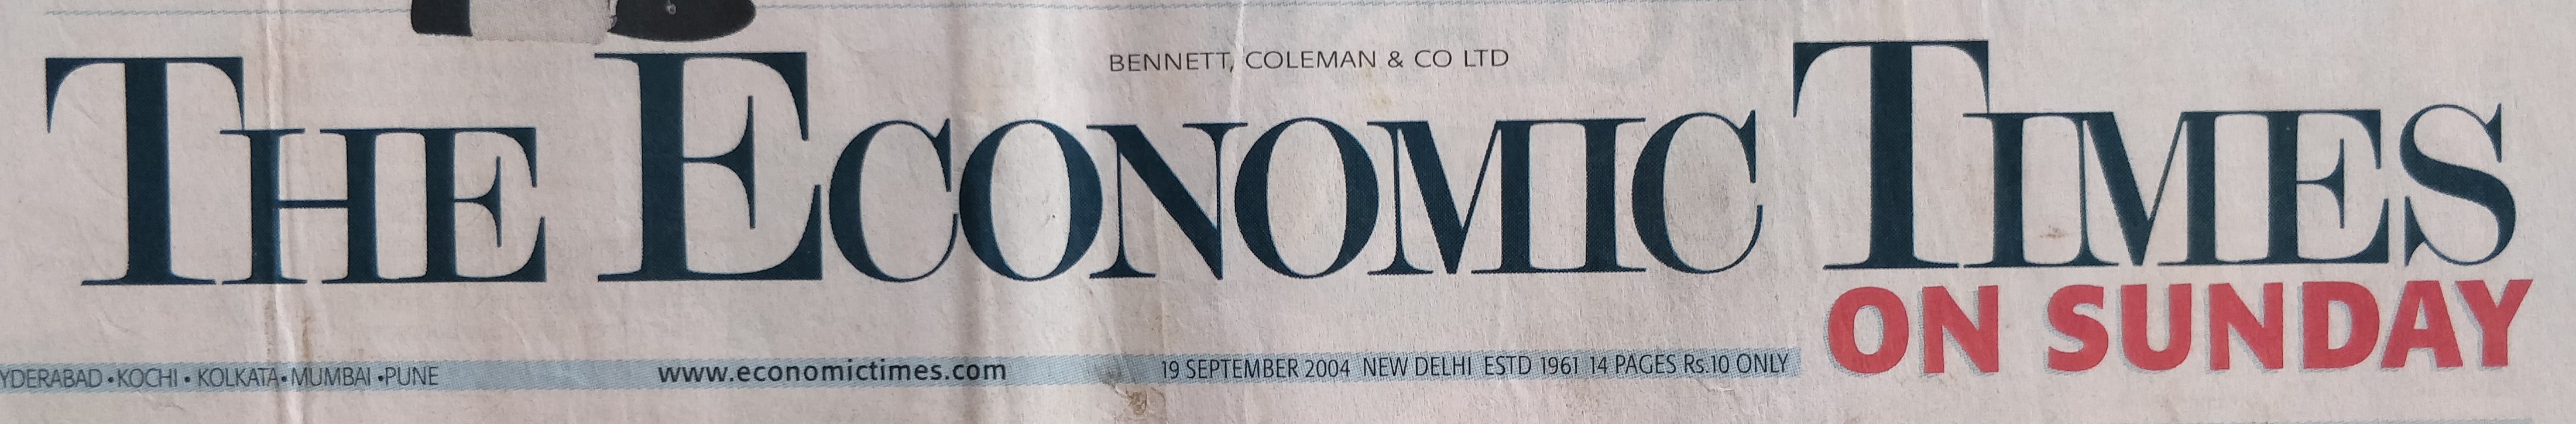 BENNETT, COLEMAN & CO LTD
THE ECONOMIC TIMES
ON SUNDAY
YDERABAD • KOCHI • KOLKATA • MUMBAI • PUNE
www.economictimes.com
19 SEPTEMBER 2004 NEW DELHI ESTD 1961 14 PAGES Rs.10 ONLY